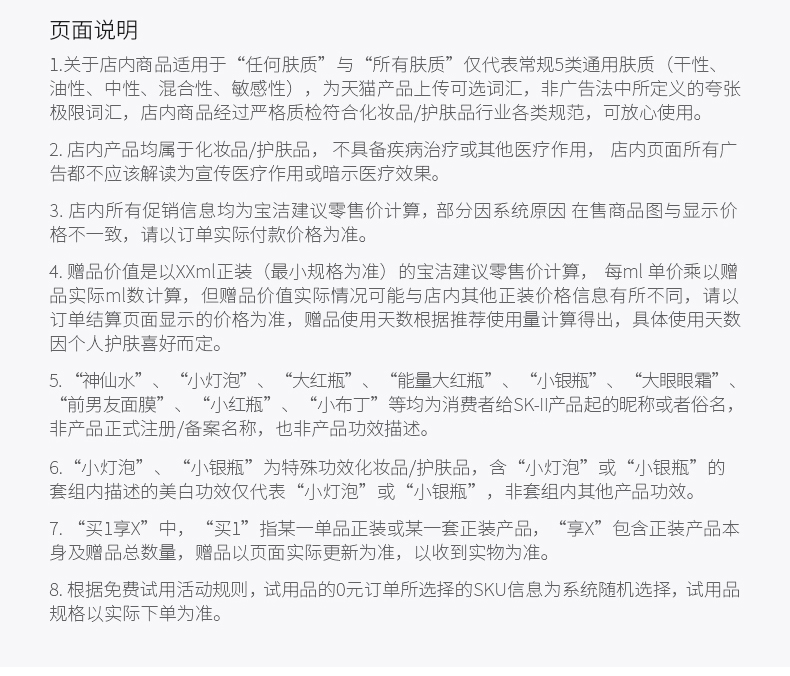 页面说明
1.关于店内商品适用于“任何肤质”与“所有肤质”仅代表常规5类通用肤质（干性、
油性、中性、混合性、敏感性），为天猫产品上传可选词汇，非广告法中所定义的夸张
极限词汇，店内商品经过严格质检符合化妆品/护肤品行业各类规范，可放心使用。
2. 店内产品均属于化妆品/护肤品， 不具备疾病治疗或其他医疗作用， 店内页面所有广
告都不应该解读为宣传医疗作用或暗示医疗效果。
3. 店内所有促销信息均为宝洁建议零售价计算，部分因系统原因 在售商品图与显示价
格不一致，请以订单实际付款价格为准。
4. 赠品价值是以XXml正装（最小规格为准）的宝洁建议零售价计算， 每ml 单价乘以赠
品实际ml数计算，但赠品价值实际情况可能与店内其他正装价格信息有所不同，请以
订单结算页面显示的价格为准，赠品使用天数根据推荐使用量计算得出，具体使用天数
因个人护肤喜好而定。
5. “神仙水”、“小灯泡”、“大红瓶”、“能量大红瓶”、“小银瓶”、“大眼眼霜”、
“前男友面膜”、“小红瓶”、“小布丁”等均为消费者给SK-II产品起的昵称或者俗名，
非产品正式注册/备案名称，也非产品功效描述。
6.“小灯泡”、“小银瓶”为特殊功效化妆品/护肤品，含“小灯泡”或“小银瓶”的
套组内描述的美白功效仅代表“小灯泡”或“小银瓶”，非套组内其他产品功效。
7. “买1享X”中，“买1”指某一单品正装或某一套正装产品，“享X”包含正装产品本
身及赠品总数量，赠品以页面实际更新为准，以收到实物为准。
8. 根据免费试用活动规则，试用品的0元订单所选择的SKU信息为系统随机选择，试用品
规格以实际下单为准。